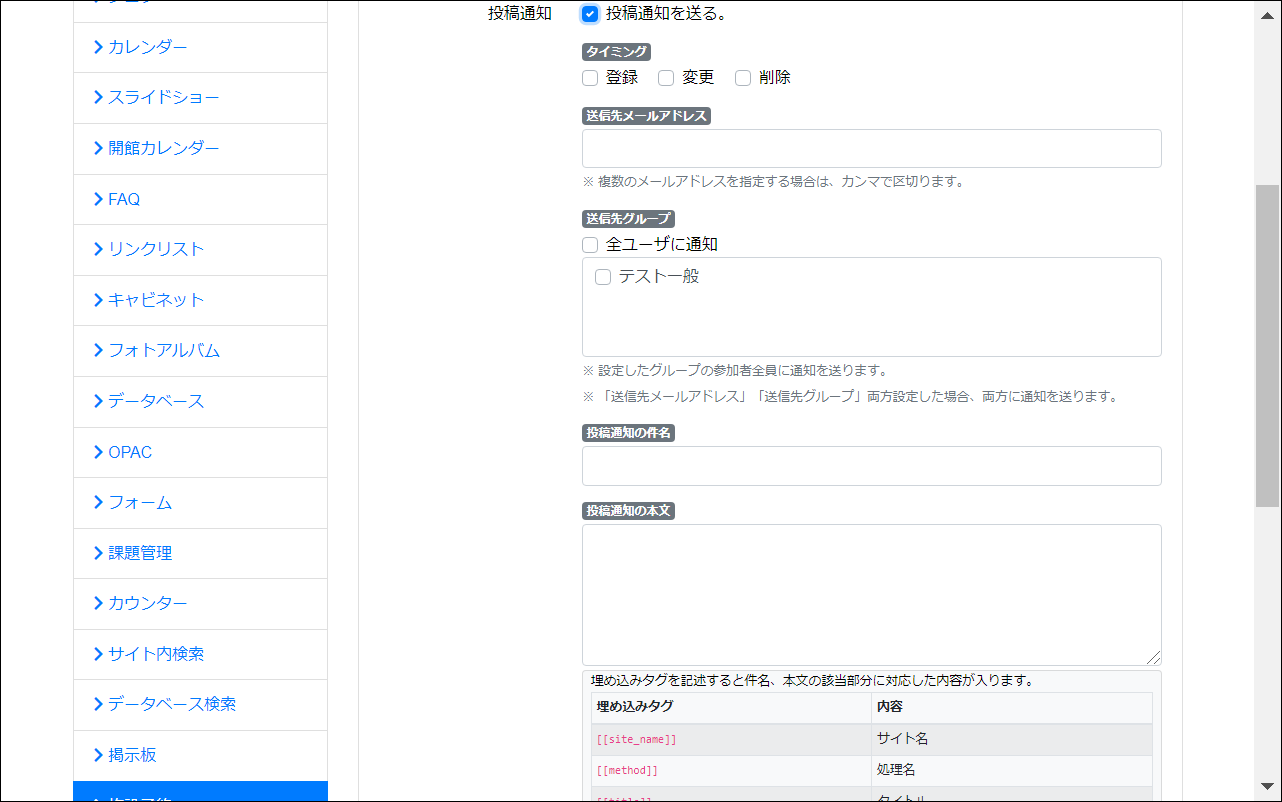 カレンダー
スライドショー
開館カレンダー
FAQ
リンクリスト
キャビネット
フォトアルバム
データベース
OPAC
フォーム
課題管理
カウンター
サイト内検索
データベース検索
掲示板
投稿通知
投稿通知を送る。
タイミング
登録 変更 削除
送信先メールアドレス
※ 複数のメールアドレスを指定する場合は、カンマで区切ります。
送信先グループ
全ユーザに通知
テスト一般
※ 設定したグループの参加者全員に通知を送ります。
※ 「送信先メールアドレス」「送信先グループ」両方設定した場合、両方に通知を送ります。
投稿通知の件名
投稿通知の本文
埋め込みタグを記述すると件名、本文の該当部分に対応した内容が入ります。
埋め込みタグ 内容
[[site_name]] サイト名
[[method]] 処理名
[[title]] タイトル